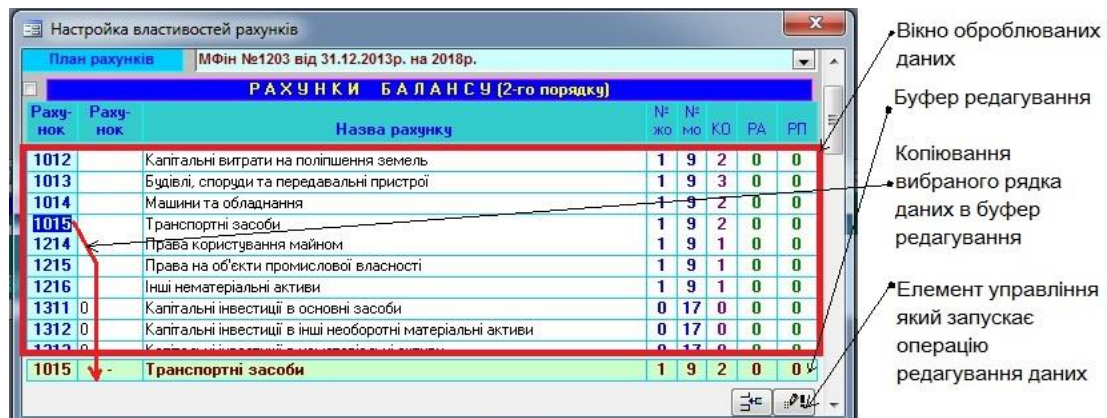 Настройка властивостей рахунків
План рахунків МФін №1203 від 31.12.2013р. на 2018р.
РАХУНКИ БАЛАНСУ (2-го порядку)
Раху- Раху- № №
нок нок Назва рахунку жо мо КО РА РП
1012 Капітальні витрати на поліпшення земель 1 9 2 0 0
1013 Будівлі, споруди та передавальні пристрої 1 9 3 0 0
1014 Машини та обладнання 1 9 2 0 0
1015 Транспортні засоби 1 9 2 0 0
1214 Права користування майном 1 9 1 0 0
1215 Права на об'єкти промислової власності 1 9 1 0 0
1216 Інші нематеріальні активи 1 9 1 0 0
1311 0 Капітальні інвестиції в основні засоби 0 17 0 0 0
1312 0 Капітальні інвестиції в інші необоротні матеріальні активи 0 17 0 0 0
1015 - Транспортні засоби 1 9 2 0 0
Вікно оброблюваних
даних
Буфер редагування
Копіювання
вибраного рядка
даних в буфер
редагування
Елемент управління
який запускає
операцію
редагування даних